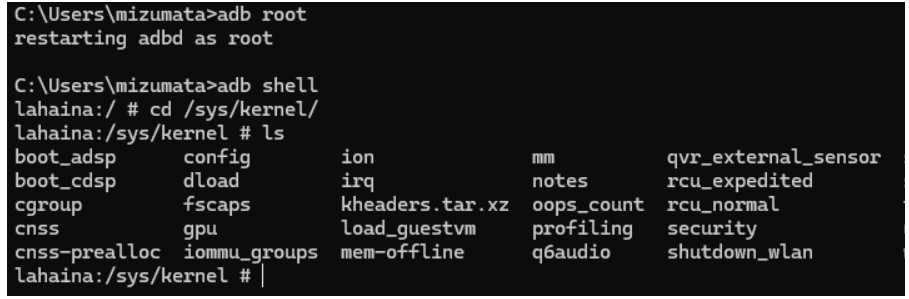 C:\Users\mizumata>adb root
restarting adbd as root
C:\Users\mizumata>adb shell
lahaina:/ # cd /sys/kernel/
lahaina:/sys/kernel # ls
boot_adsp config ion mm qvr_external_sensor
boot_cdsp dload irq notes rcu_expedited
cgroup fscaps kheaders.tar.xz oops_count rcu_normal
cnss gpu load_guestvm profiling security
cnss-prealloc iommu_groups mem-offline q6audio shutdown_wlan
lahaina:/sys/kernel #